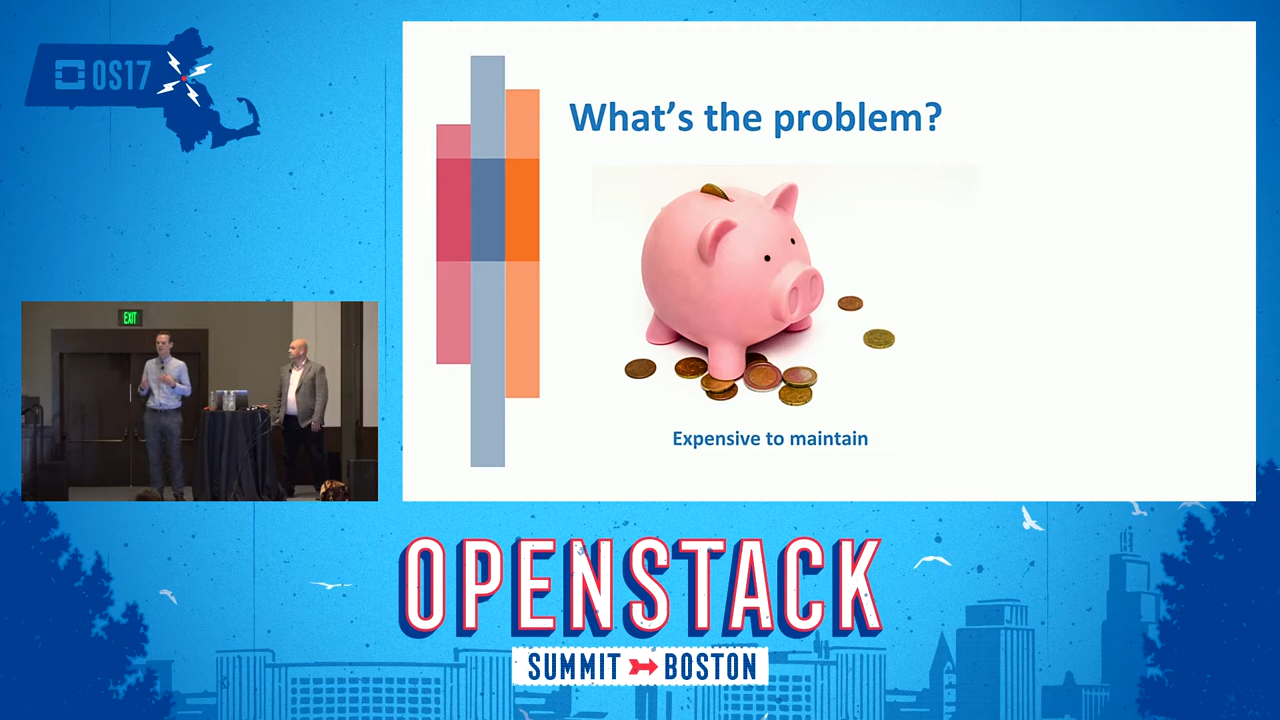 OS17
What's the problem?
EXIT
Expensive to maintain
OPENSTACK
SUMMIT BOSTON